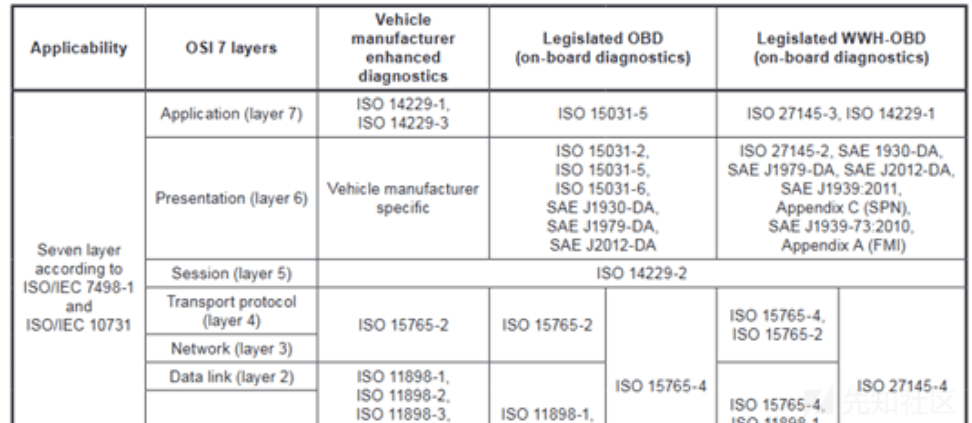 Applicability
OSI 7 layers
Vehicle
manufacturer
enhanced
diagnostics
Legislated OBD
(on-board diagnostics)
Legislated WWH-OBD
(on-board diagnostics)
Seven layer
according to
ISO/IEC 7498-1
and
ISO/IEC 10731
Application (layer 7)
ISO 14229-1,
ISO 14229-3
ISO 15031-5
ISO 27145-3, ISO 14229-1
Presentation (layer 6)
Vehicle manufacturer
specific
ISO 15031-2,
ISO 15031-5,
ISO 15031-6,
SAE J1930-DA,
SAE J1979-DA,
SAE J2012-DA
ISO 27145-2, SAE 1930-DA,
SAE J1979-DA, SAE J2012-DA,
SAE J1939:2011,
Appendix C (SPN),
SAE J1939-73:2010,
Appendix A (FMI)
Session (layer 5)
ISO 14229-2
Transport protocol
(layer 4)
ISO 15765-2
ISO 15765-2
ISO 15765-4,
ISO 15765-2
Network (layer 3)
Data link (layer 2)
ISO 11898-1,
ISO 11898-2,
ISO 11898-3,
ISO 11898-1,
ISO 15765-4
ISO 15765-4,
ISO 11898-1
ISO 27145-4
先知社区